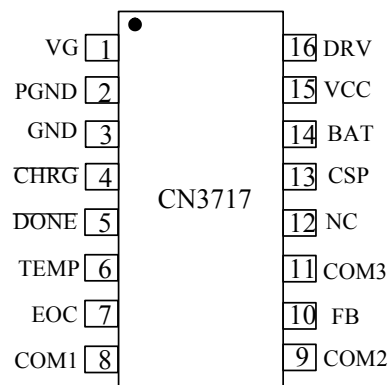 VG 1 16 DRV
PGND 2 15 VCC
GND 3 14 BAT
CHRG 4 13 CSP
CN3717
DONE 5 12 NC
TEMP 6 11 COM3
EOC 7 10 FB
COM1 8 9 COM2